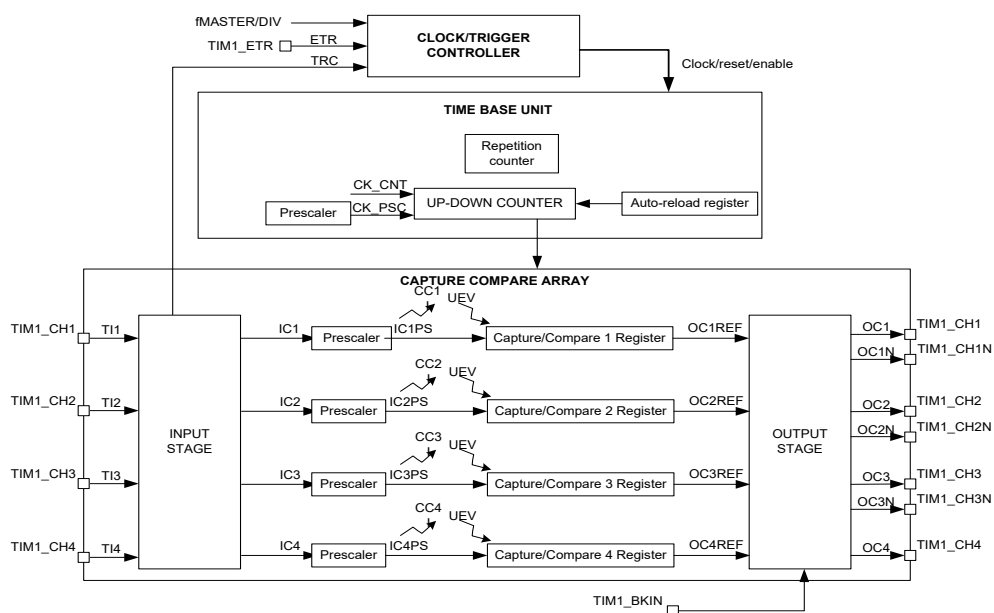 fMASTER/DIV
TIM1_ETR
ETR
TRC
CLOCK/TRIGGER
CONTROLLER
Clock/reset/enable
TIME BASE UNIT
Repetition
counter
CK_CNT
Prescaler
CK_PSC
UP-DOWN COUNTER
Auto-reload register
CAPTURE COMPARE ARRAY
TIM1_CH1
TI1
IC1
Prescaler
CC1
IC1PS
UEV
Capture/Compare 1 Register
OC1REF
OC1
TIM1_CH1
OC1N
TIM1_CH1N
TIM1_CH2
TI2
IC2
Prescaler
CC2
IC2PS
UEV
Capture/Compare 2 Register
OC2REF
OC2
TIM1_CH2
OC2N
TIM1_CH2N
INPUT
STAGE
OUTPUT
STAGE
TIM1_CH3
TI3
IC3
Prescaler
CC3
IC3PS
UEV
Capture/Compare 3 Register
OC3REF
OC3
TIM1_CH3
OC3N
TIM1_CH3N
TIM1_CH4
TI4
IC4
Prescaler
CC4
IC4PS
UEV
Capture/Compare 4 Register
OC4REF
OC4
TIM1_CH4
TIM1_BKIN